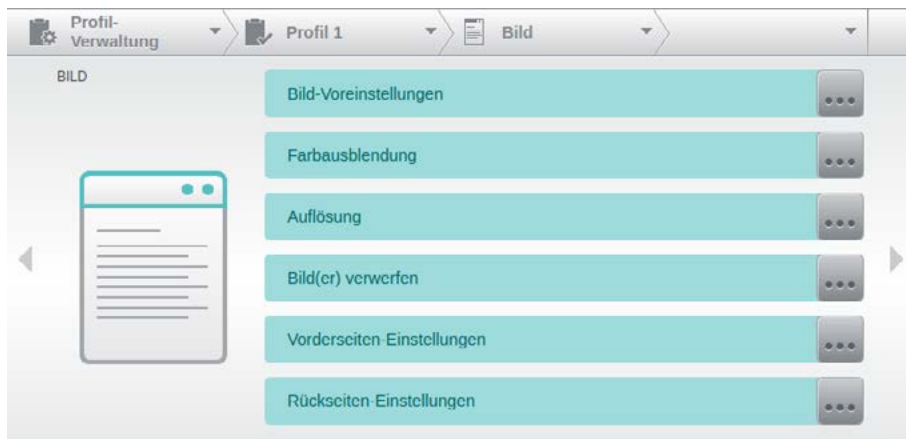 Profil-
Verwaltung
Profil 1
Bild
BILD
Bild-Voreinstellungen
Farbausblendung
Auflösung
Bild(er) verwerfen
Vorderseiten-Einstellungen
Rückseiten-Einstellungen